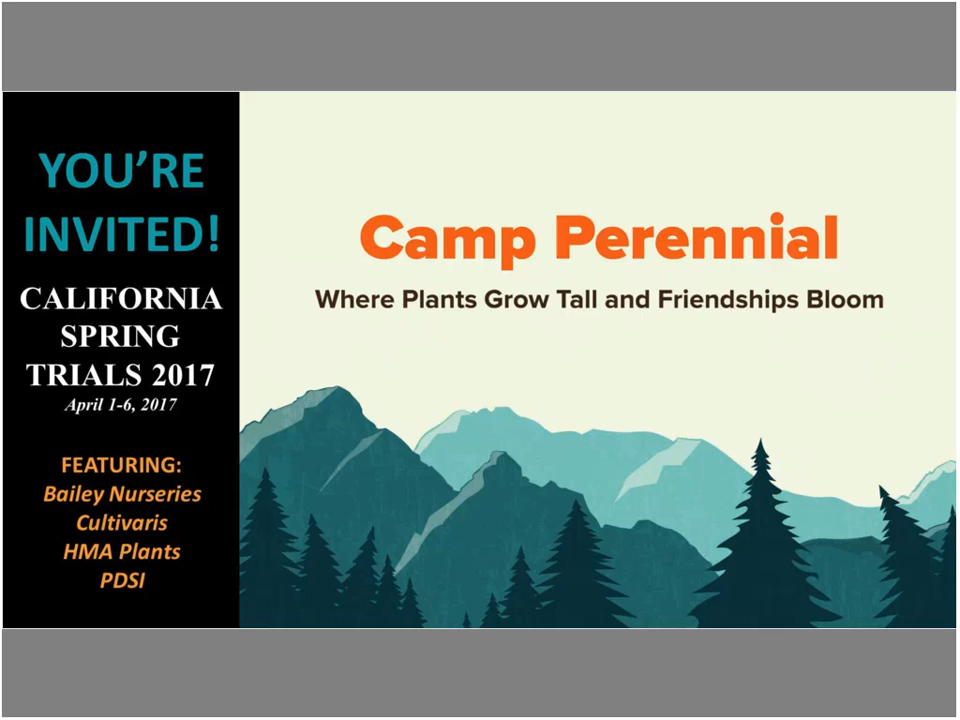 YOU'RE
INVITED!
CALIFORNIA
SPRING
TRIALS 2017
April 1-6, 2017
FEATURING:
Bailey Nurseries
Cultivaris
HMA Plants
PDSI
Camp Perennial
Where Plants Grow Tall and Friendships Bloom